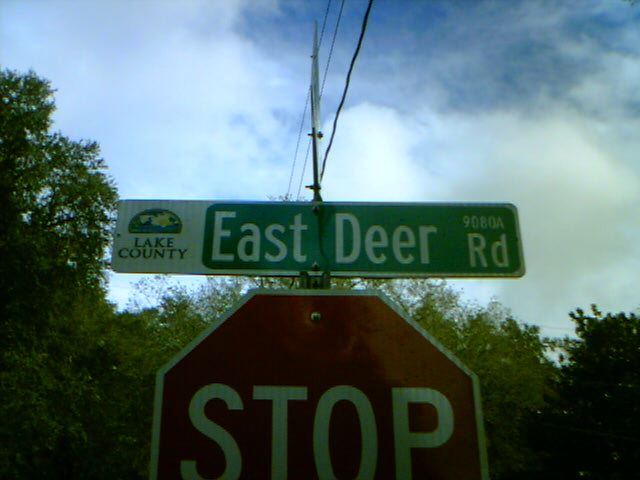 LAKE
COUNTY
East Deer Rd
9080A
STOP